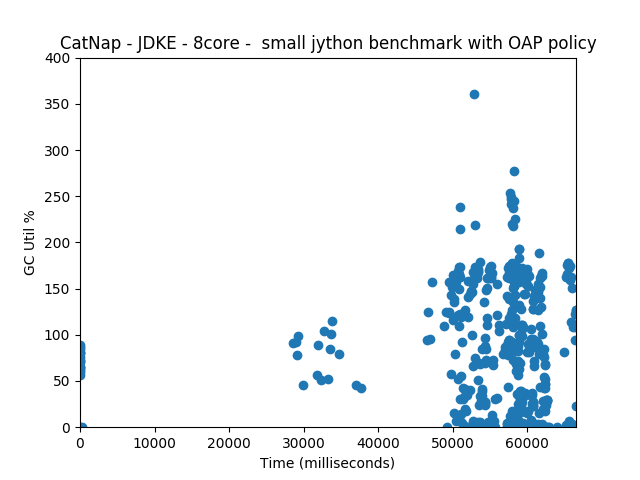 CatNap - JDKE - 8core -  small jython benchmark with OAP policy
400
350
300
250
200
150
100
50
0
GC Util %
0 10000 20000 30000 40000 50000 60000
Time (milliseconds)